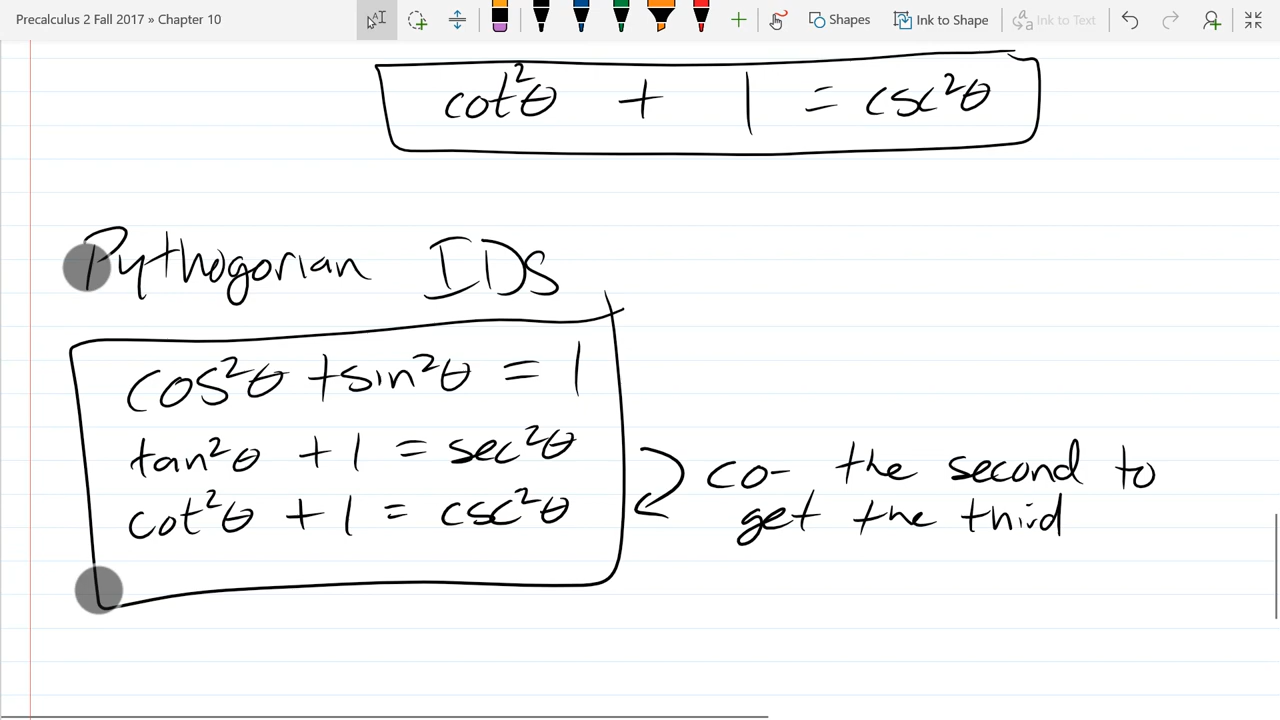 Precalculus 2 Fall 2017 » Chapter 10
Shapes
Ink to Shape
Ink to Text
cot²θ + 1 = csc²θ
Pythogorian IDS
cos²θ + sin²θ = 1
tan²θ + 1 = sec²θ
cot²θ + 1 = csc²θ
co- the second to
get the third